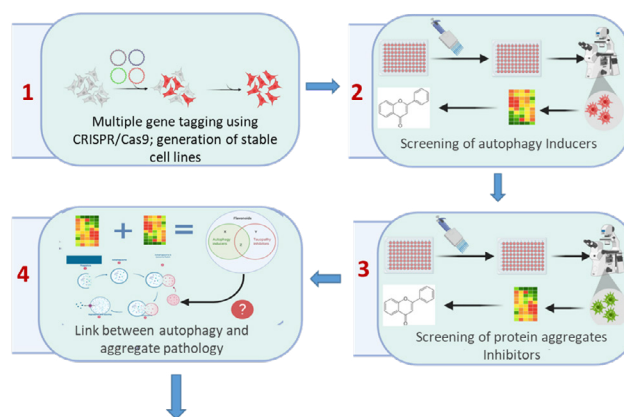 1
Multiple gene tagging using
CRISPR/Cas9; generation of stable
cell lines
2
Screening of autophagy Inducers
4
+
=
Flavonoids
?
Link between autophagy and
aggregate pathology
3
Screening of protein aggregates
Inhibitors